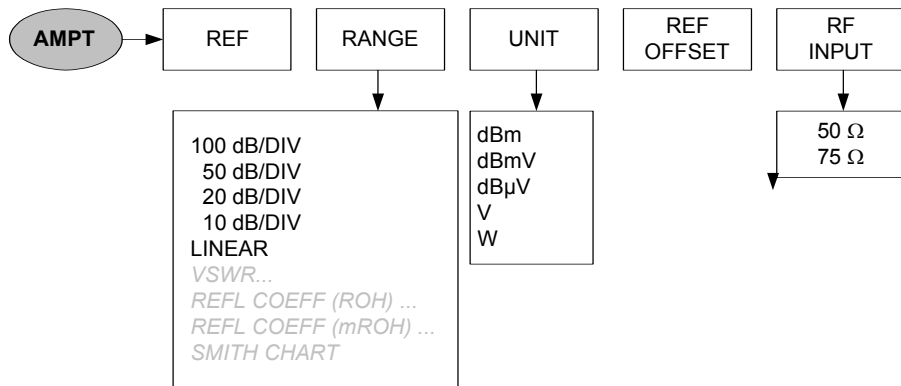 AMPT
REF
RANGE
UNIT
REF
OFFSET
RF
INPUT
100 dB/DIV
50 dB/DIV
20 dB/DIV
10 dB/DIV
LINEAR
VSWR...
REFL COEFF (ROH) ...
REFL COEFF (mROH) ...
SMITH CHART
dBm
dBmV
dBµV
V
W
50 Ω
75 Ω